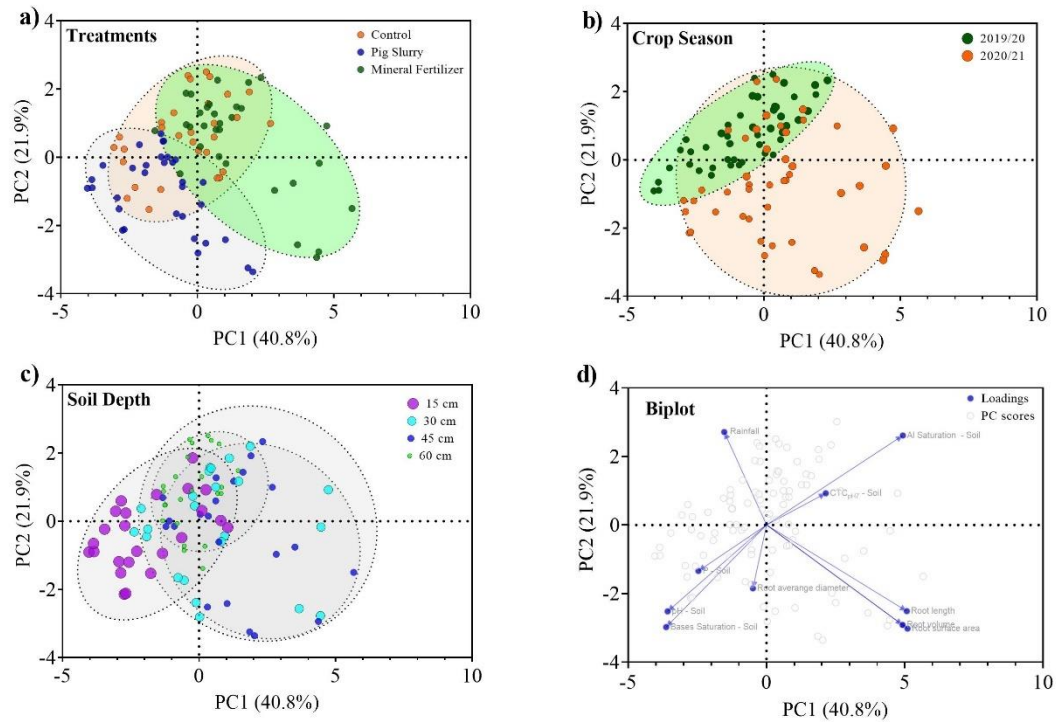 a)
Treatments
Control
Pig Slurry
Mineral Fertilizer
PC2 (21.9%)
4
2
0
-2
-4
-5
0
5
10
PC1 (40.8%)
b)
Crop Season
2019/20
2020/21
PC2 (21.9%)
4
2
0
-2
-4
-5
0
5
10
PC1 (40.8%)
c)
Soil Depth
15 cm
30 cm
45 cm
60 cm
PC2 (21.9%)
4
2
0
-2
-4
-5
0
5
10
PC1 (40.8%)
d)
Biplot
Loadings
PC scores
PC2 (21.9%)
4
2
0
-2
-4
-5
0
5
10
PC1 (40.8%)
Rainfall
Al Saturation - Soil
CTCpH7 - Soil
P - Soil
Root averange diameter
pH - Soil
Bases Saturation - Soil
Root length
Root volume
Root surface area